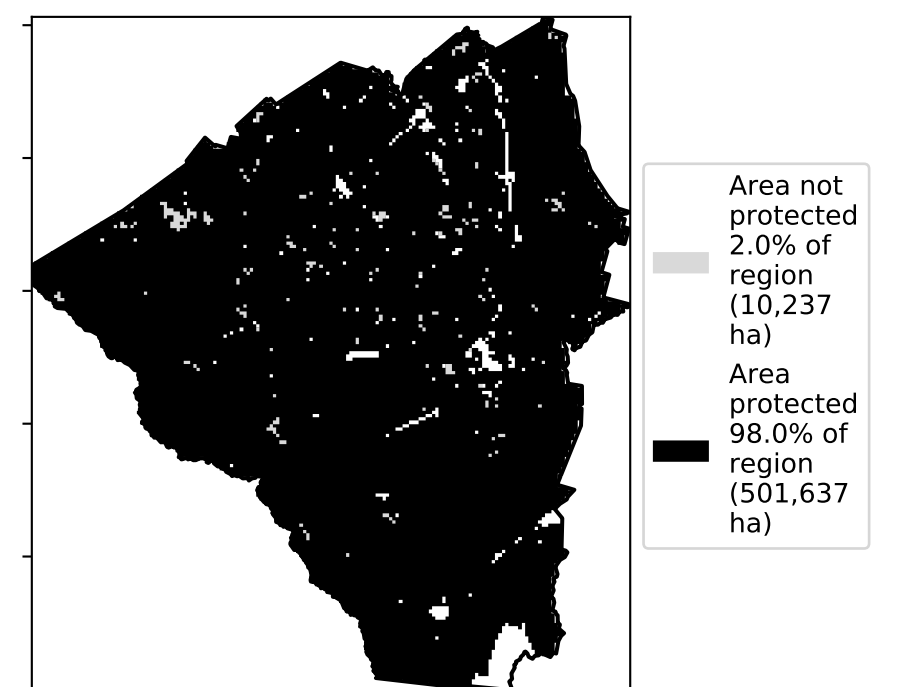 Area not
protected
2.0% of
region
(10,237
ha)
Area
protected
98.0% of
region
(501,637
ha)